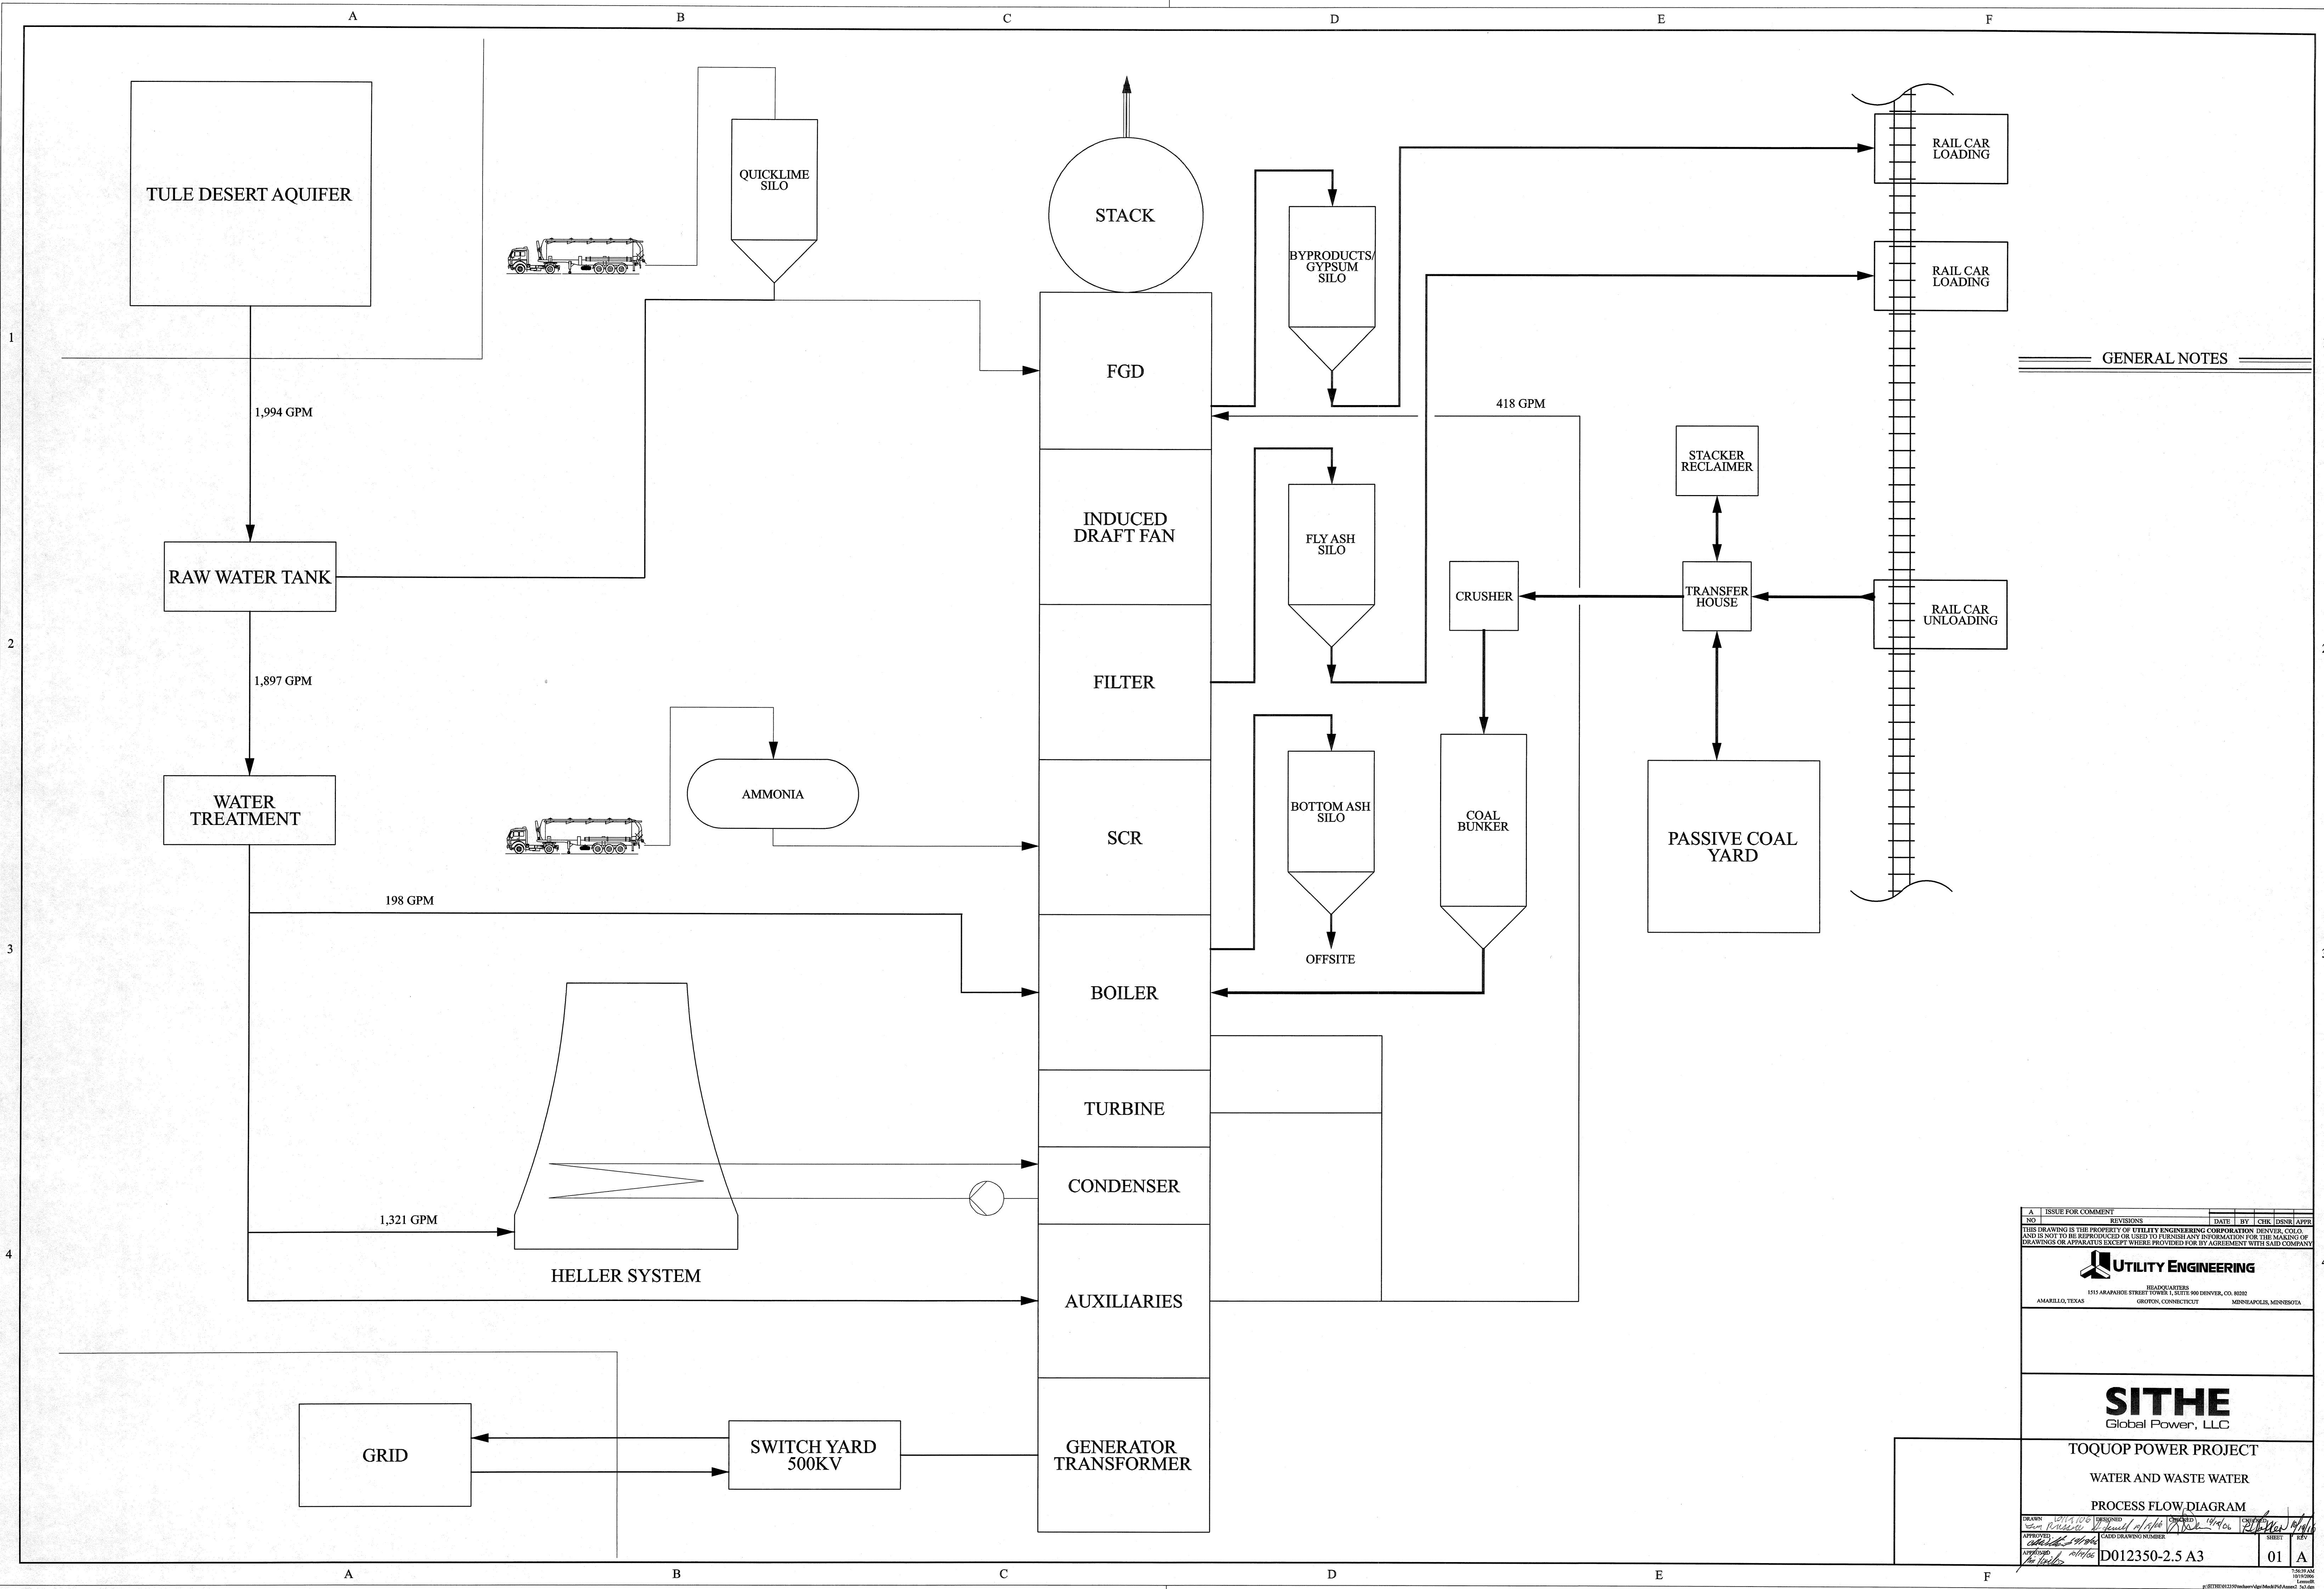 A B C D E F
TULE DESERT AQUIFER
QUICKLIME
SILO
STACK
BYPRODUCTS/
GYPSUM
SILO
RAIL CAR
LOADING
RAIL CAR
LOADING
1
GENERAL NOTES
FGD
1,994 GPM
418 GPM
STACKER
RECLAIMER
INDUCED
DRAFT FAN
FLY ASH
SILO
RAW WATER TANK
CRUSHER
TRANSFER
HOUSE
RAIL CAR
UNLOADING
2
1,897 GPM
FILTER
WATER
TREATMENT
AMMONIA
SCR
BOTTOM ASH
SILO
COAL
BUNKER
PASSIVE COAL
YARD
198 GPM
3
OFFSITE
BOILER
TURBINE
CONDENSER
1,321 GPM
4
HELLER SYSTEM
AUXILIARIES
GRID
SWITCH YARD
500KV
GENERATOR
TRANSFORMER
A ISSUE FOR COMMENT
NO REVISIONS DATE BY CHK DSNR APPR
THIS DRAWING IS THE PROPERTY OF UTILITY ENGINEERING CORPORATION DENVER, COLO.
AND IS NOT TO BE REPRODUCED OR USED TO FURNISH ANY INFORMATION FOR THE MAKING OF
DRAWINGS OR APPARATUS EXCEPT WHERE PROVIDED FOR BY AGREEMENT WITH SAID COMPANY
UTILITY ENGINEERING
HEADQUARTERS
1515 ARAPAHOE STREET TOWER 1, SUITE 900 DENVER, CO. 80202
AMARILLO, TEXAS GROTON, CONNECTICUT MINNEAPOLIS, MINNESOTA
SITHE
Global Power, LLC
TOQUOP POWER PROJECT
WATER AND WASTE WATER
PROCESS FLOW DIAGRAM
DRAWN DESIGNED CHECKED CHECKED
APPROVED CADD DRAWING NUMBER SHEET REV
APPROVED D012350-2.5 A3 01 A
A B C D E F
7:56:59 AM
10/19/2006